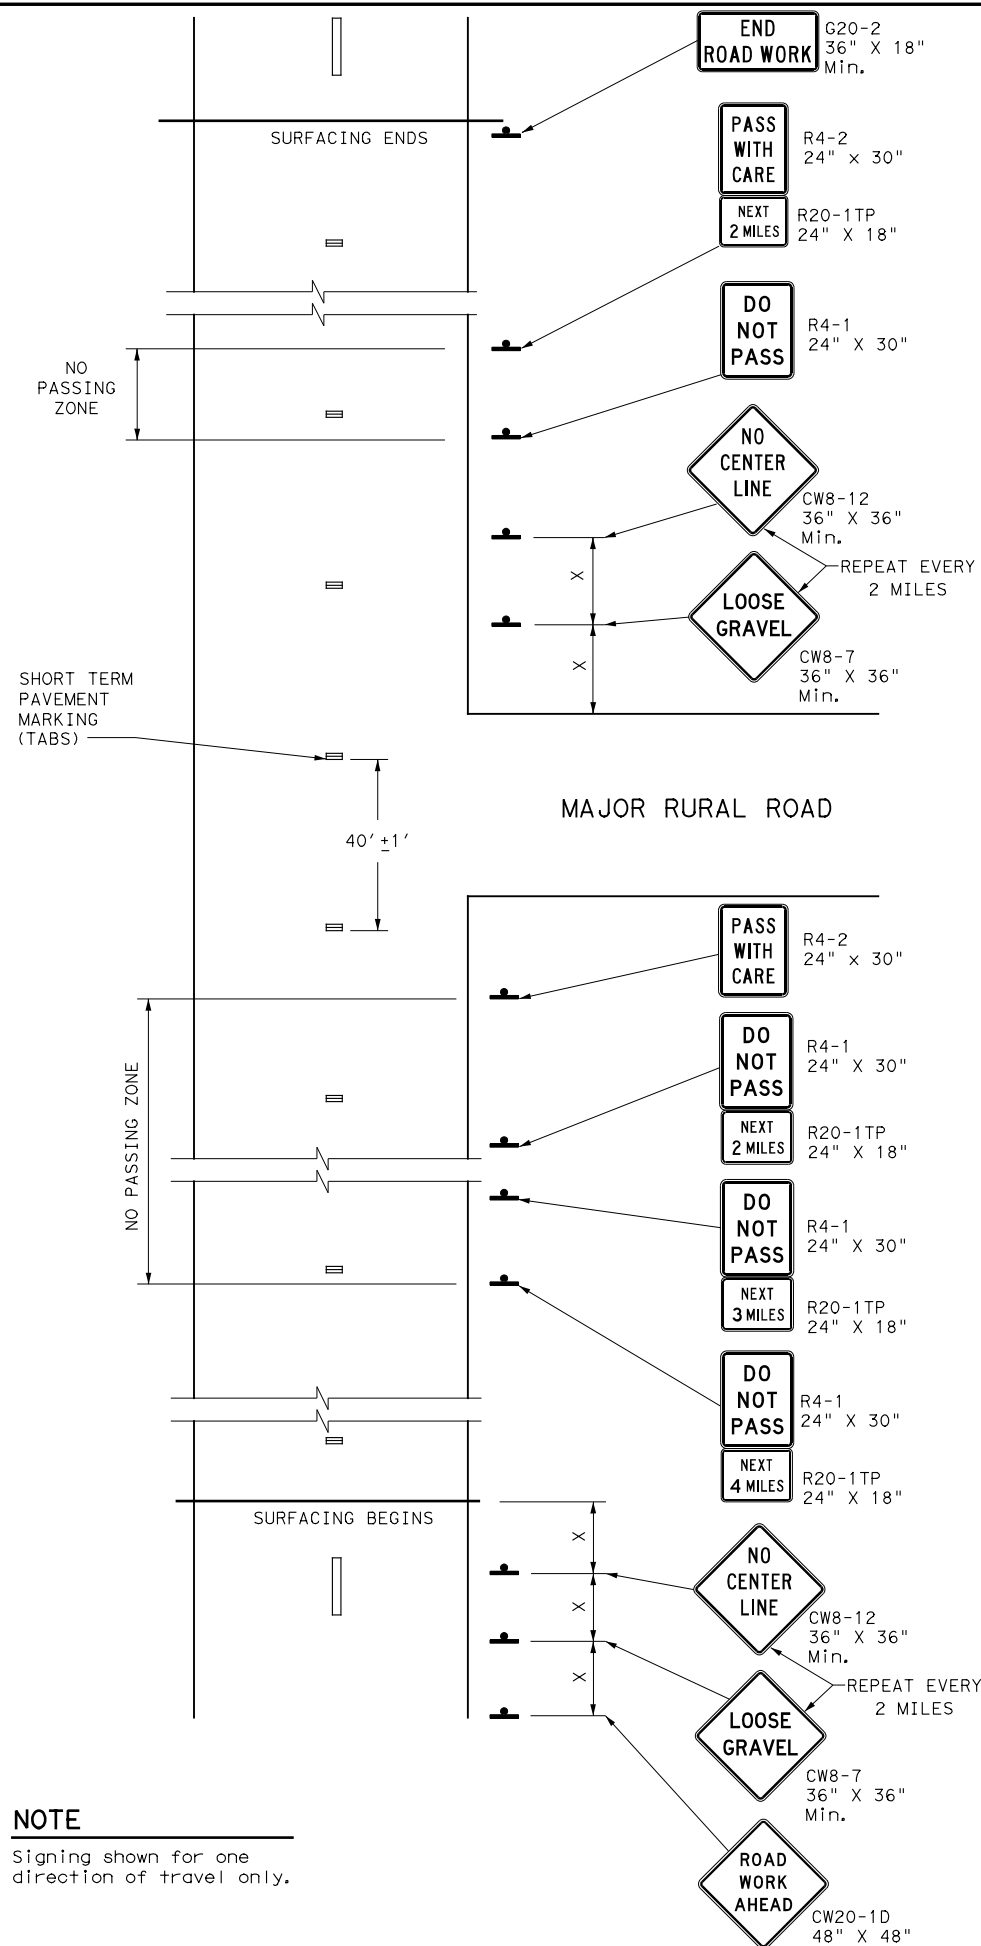 END
ROAD WORK
G20-2
36" X 18"
Min.
SURFACING ENDS
PASS
WITH
CARE
R4-2
24" x 30"
NEXT
2 MILES
R20-1TP
24" X 18"
DO
NOT
PASS
R4-1
24" X 30"
NO
PASSING
ZONE
NO
CENTER
LINE
CW8-12
36" X 36"
Min.
REPEAT EVERY
2 MILES
X
LOOSE
GRAVEL
CW8-7
36" X 36"
Min.
X
SHORT TERM
PAVEMENT
MARKING
(TABS)
MAJOR RURAL ROAD
40' ±1'
PASS
WITH
CARE
R4-2
24" x 30"
NO PASSING ZONE
DO
NOT
PASS
R4-1
24" X 30"
NEXT
2 MILES
R20-1TP
24" X 18"
DO
NOT
PASS
R4-1
24" X 30"
NEXT
3 MILES
R20-1TP
24" X 18"
DO
NOT
PASS
R4-1
24" X 30"
NEXT
4 MILES
R20-1TP
24" X 18"
SURFACING BEGINS
X
NO
CENTER
LINE
CW8-12
36" X 36"
Min.
X
REPEAT EVERY
2 MILES
X
LOOSE
GRAVEL
CW8-7
36" X 36"
Min.
ROAD
WORK
AHEAD
CW20-1D
48" X 48"
NOTE
Signing shown for one
direction of travel only.